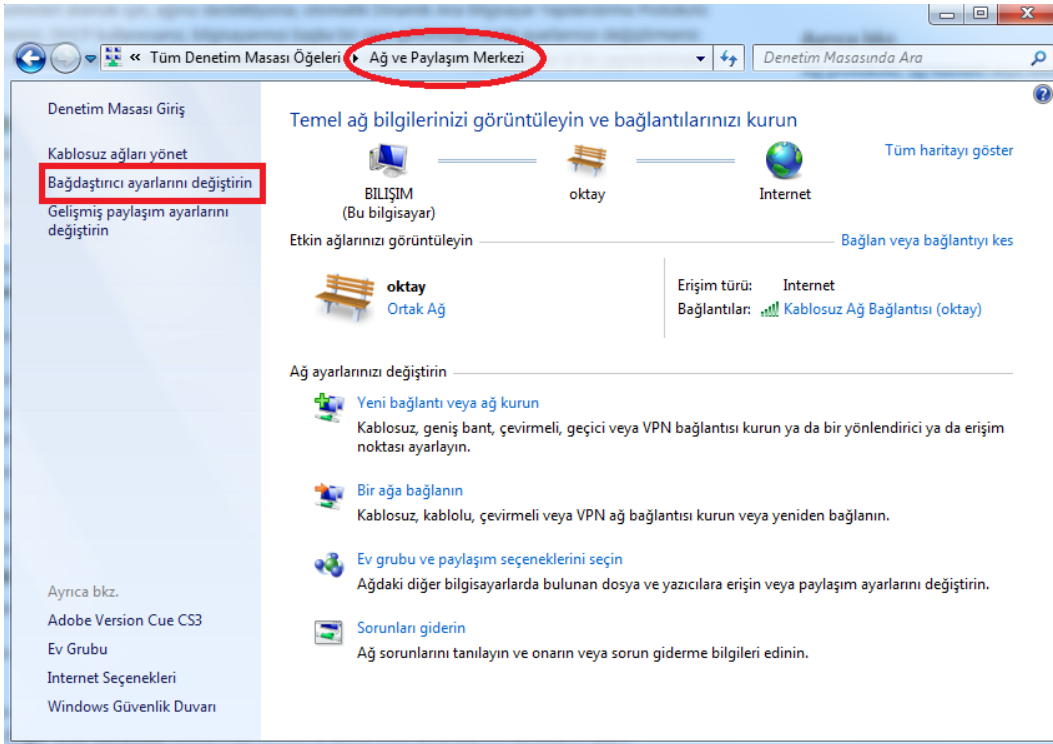 « Tüm Denetim Masası Öğeleri ▸ Ağ ve Paylaşım Merkezi
Denetim Masasında Ara
Denetim Masası Giriş
Kablosuz ağları yönet
Bağdaştırıcı ayarlarını değiştirin
Gelişmiş paylaşım ayarlarını
değiştirin
Temel ağ bilgilerinizi görüntüleyin ve bağlantılarınızı kurun
Tüm haritayı göster
BILIŞIM
(Bu bilgisayar)
oktay
Internet
Etkin ağlarınızı görüntüleyin
Bağlan veya bağlantıyı kes
oktay
Ortak Ağ
Erişim türü: Internet
Bağlantılar: Kablosuz Ağ Bağlantısı (oktay)
Ağ ayarlarınızı değiştirin
Yeni bağlantı veya ağ kurun
Kablosuz, geniş bant, çevirmeli, geçici veya VPN bağlantısı kurun ya da bir yönlendirici ya da erişim
noktası ayarlayın.
Bir ağa bağlanın
Kablosuz, kablolu, çevirmeli veya VPN ağ bağlantısı kurun veya yeniden bağlanın.
Ev grubu ve paylaşım seçeneklerini seçin
Ağdaki diğer bilgisayarlarda bulunan dosya ve yazıcılara erişin veya paylaşım ayarlarını değiştirin.
Sorunları giderin
Ağ sorunlarını tanılayın ve onarın veya sorun giderme bilgileri edinin.
Ayrıca bkz.
Adobe Version Cue CS3
Ev Grubu
Internet Seçenekleri
Windows Güvenlik Duvarı